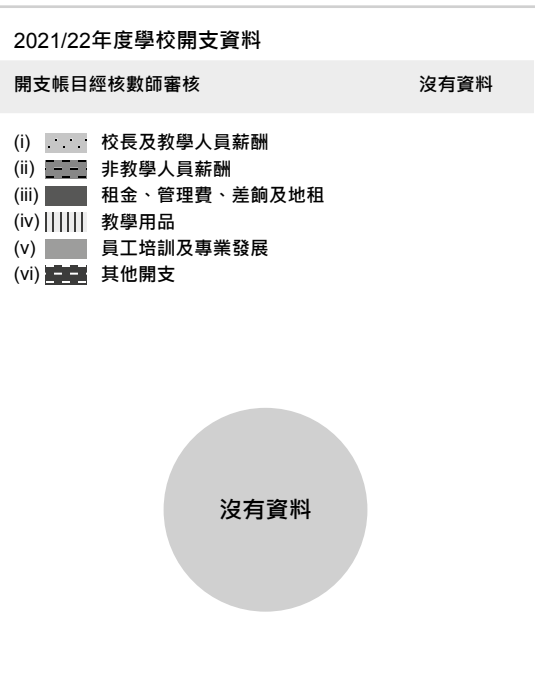 2021/22年度學校開支資料
開支帳目經核數師審核 沒有資料
(i) 校長及教學人員薪酬
(ii) 非教學人員薪酬
(iii) 租金、管理費、差餉及地租
(iv) 教學用品
(v) 員工培訓及專業發展
(vi) 其他開支
沒有資料